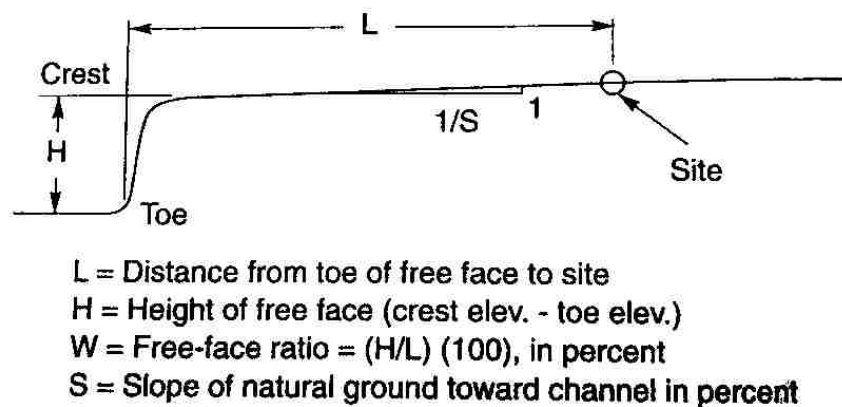 L
Crest
H
1/S
1
Site
Toe
L = Distance from toe of free face to site
H = Height of free face (crest elev. - toe elev.)
W = Free-face ratio = (H/L) (100), in percent
S = Slope of natural ground toward channel in percent